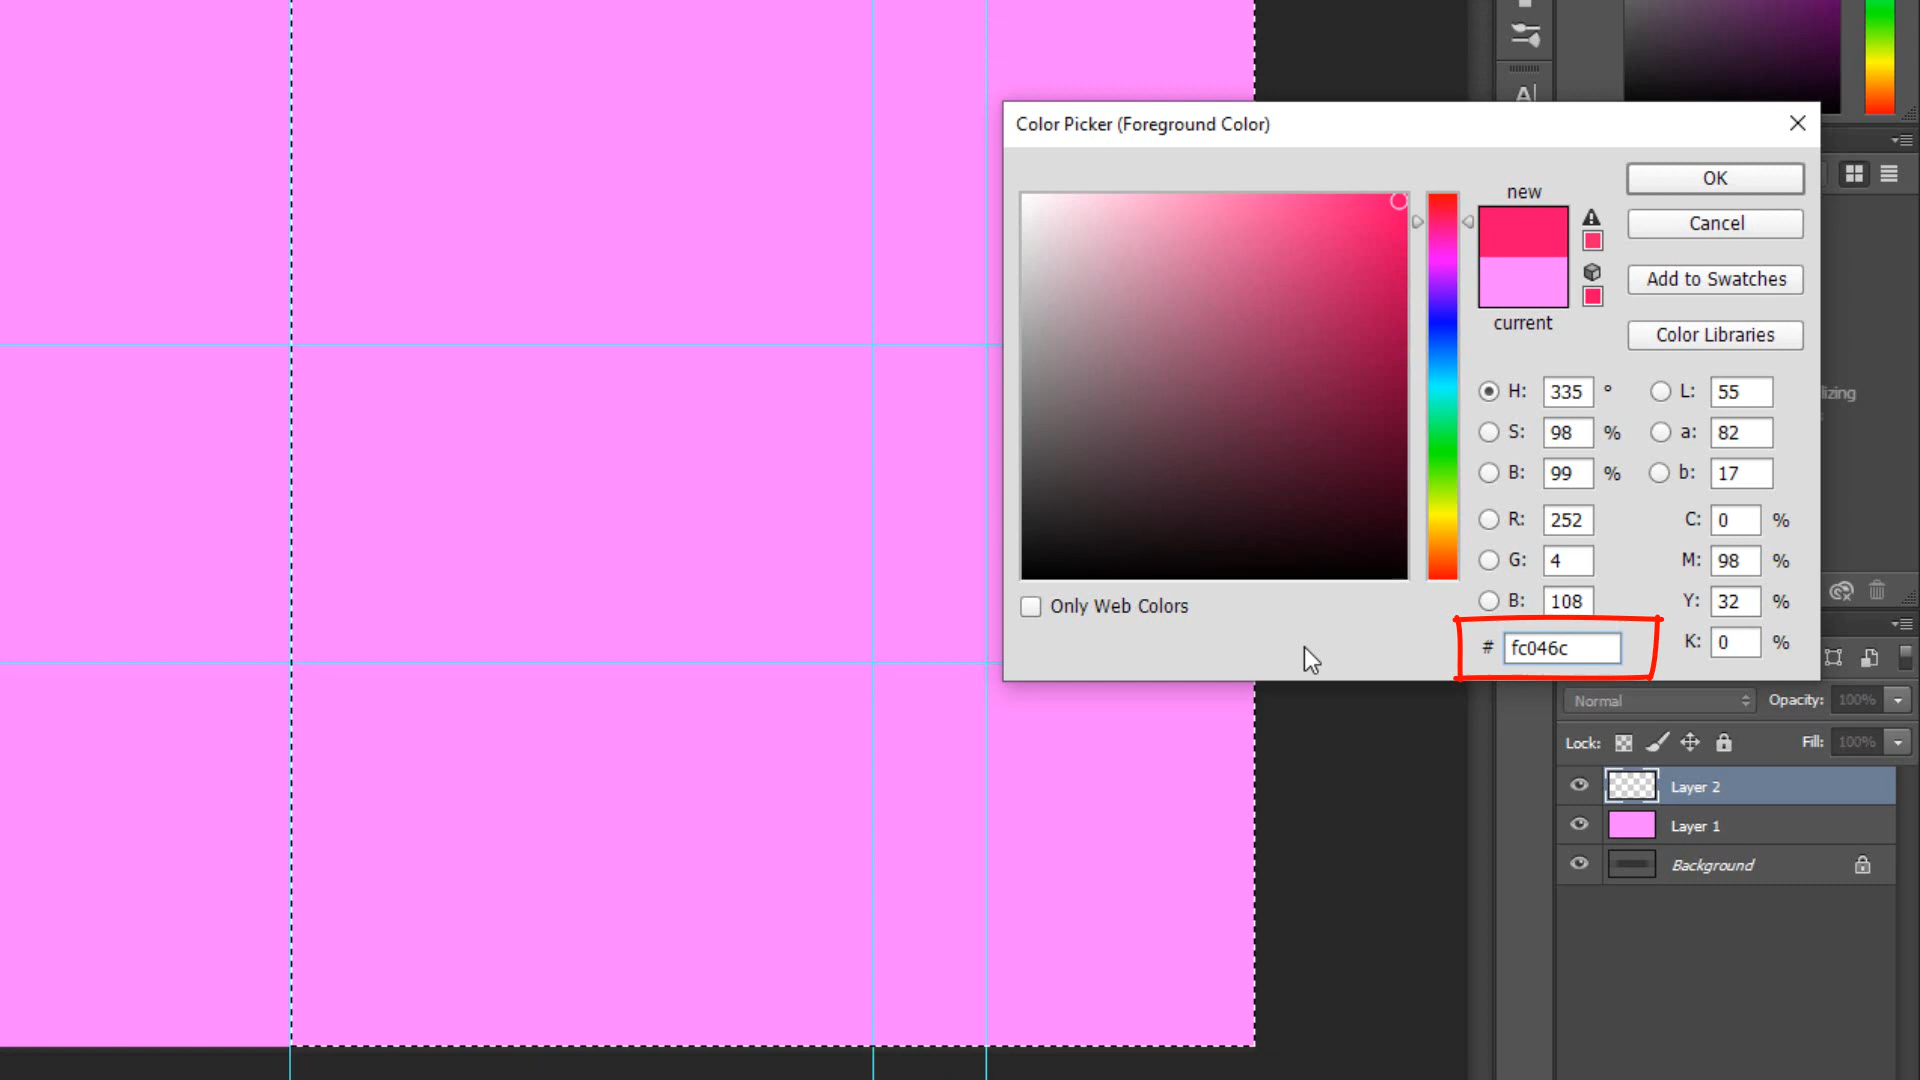 A|
Color Picker (Foreground Color)
new
OK
Cancel
Add to Swatches
current
Color Libraries
H: 335 ° L: 55
lizing
S: 98 % a: 82
B: 99 % b: 17
R: 252 C: 0 %
G: 4 M: 98 %
B: 108 Y: 32 %
Only Web Colors
# fc046c K: 0 %
Normal Opacity: 100%
Lock: Fill: 100%
Layer 2
Layer 1
Background